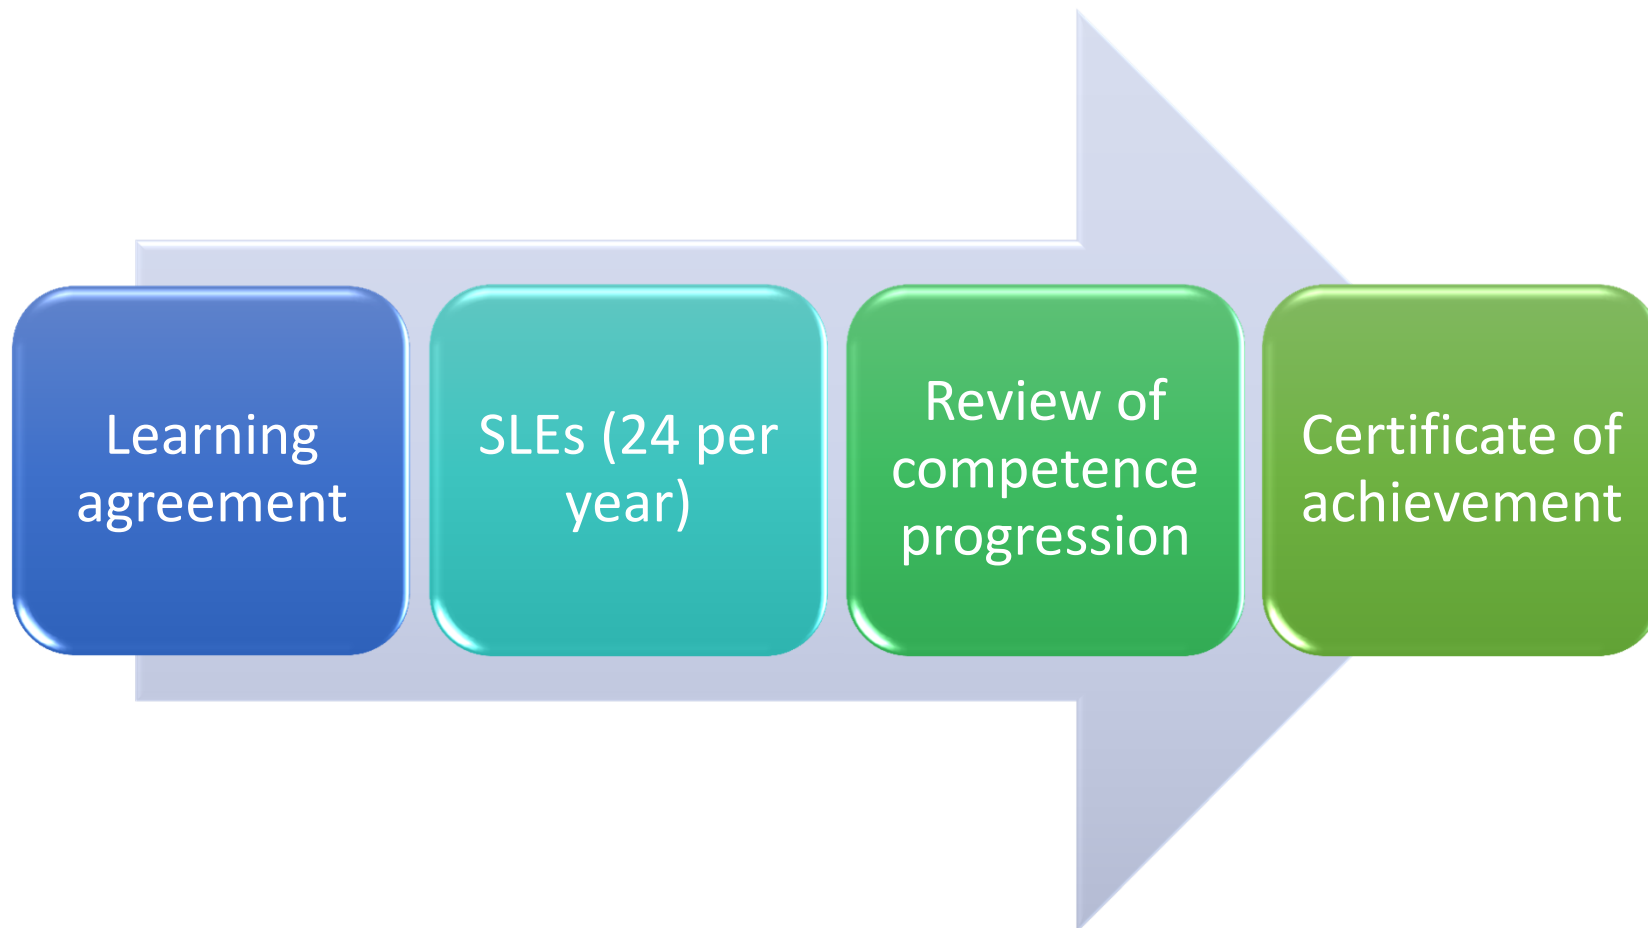 Learning
agreement
SLEs (24 per
year)
Review of
competence
progression
Certificate of
achievement